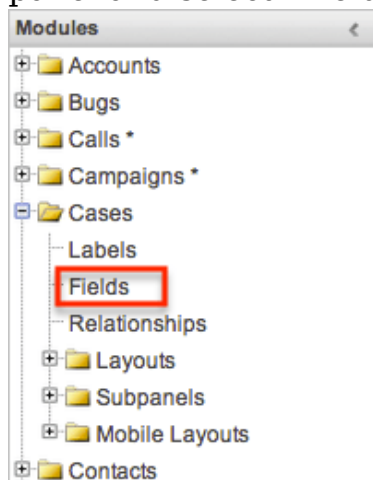 Modules
Accounts
Bugs
Calls *
Campaigns *
Cases
Labels
Fields
Relationships
Layouts
Subpanels
Mobile Layouts
Contacts